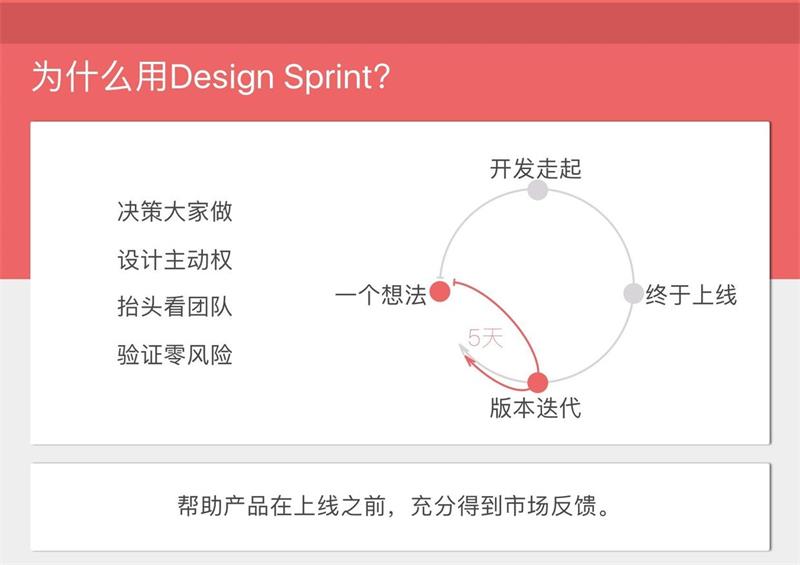 为什么用Design Sprint?
决策大家做
设计主动权
抬头看团队
验证零风险
开发走起
一个想法
终于上线
5天
版本迭代
帮助产品在上线之前，充分得到市场反馈。